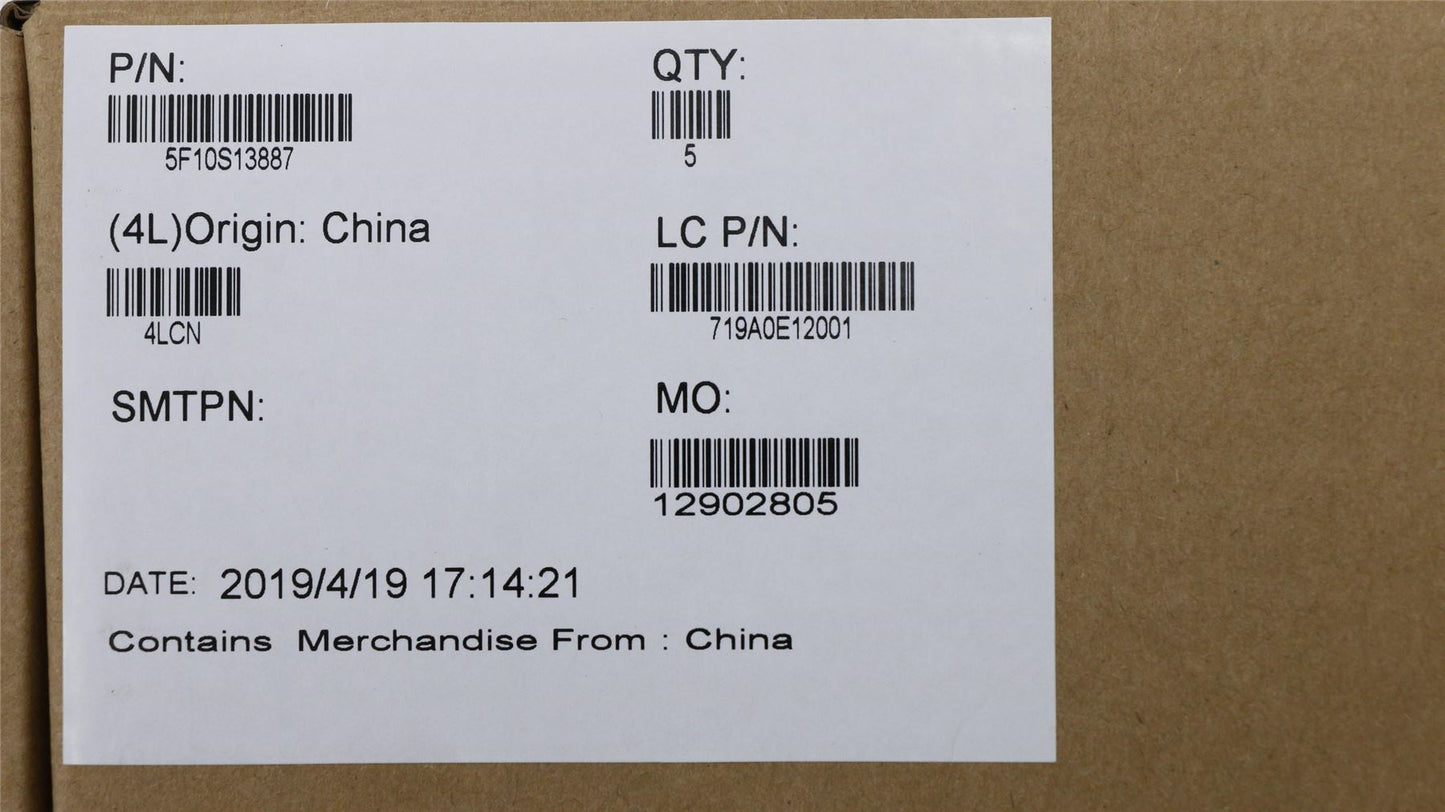 P/N:
5F10S13887
QTY:
5
(4L)Origin: China
4LCN
LC P/N:
719A0E12001
SMTPN:
MO:
12902805
DATE: 2019/4/19 17:14:21
Contains Merchandise From : China